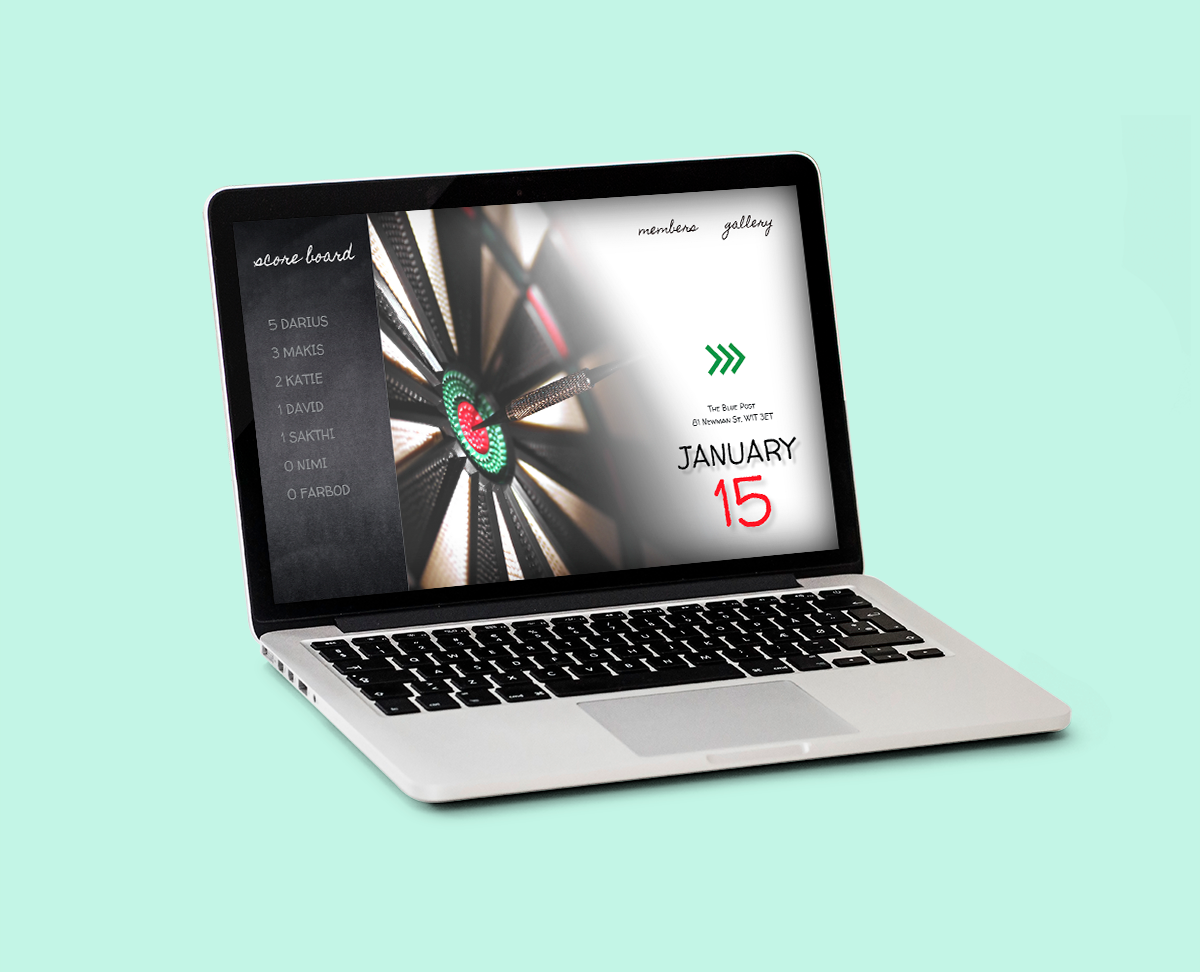 score board
5 DARIUS
3 MAKIS
2 KATIE
1 DAVID
1 SAKTHI
0 NIMI
0 FARBOD
members gallery
The Blue Post
81 Newman St. W1T 3ET
JANUARY
15